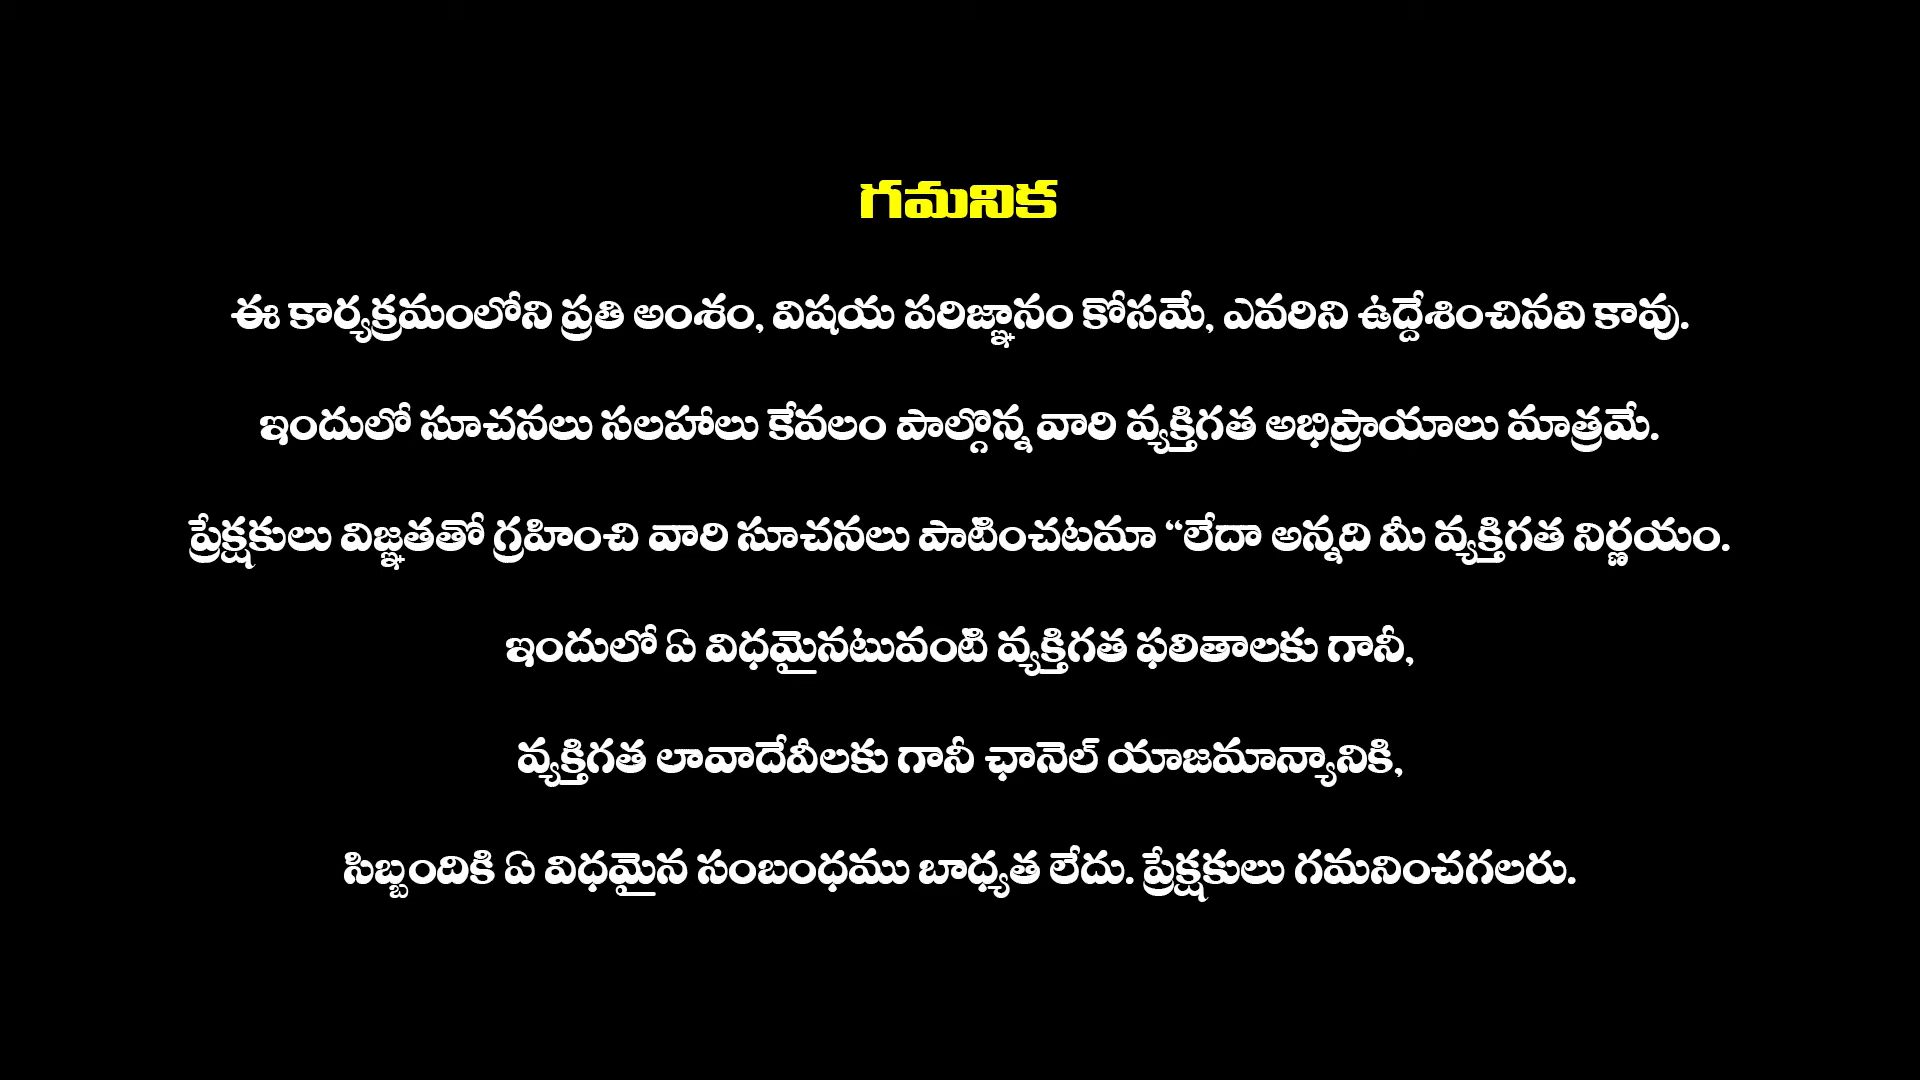 గమనిక
ఈ కార్యక్రమంలోని ప్రతి అంశం, విషయ పరిజ్ఞానం కోసమే, ఎవరిని ఉద్దేశించినవి కావు.
ఇందులో సూచనలు సలహాలు కేవలం పాల్గొన్న వారి వ్యక్తిగత అభిప్రాయాలు మాత్రమే.
ప్రేక్షకులు విజ్ఞతతో గ్రహించి వారి సూచనలు పాటించటమా “లేదా అన్నది మీ వ్యక్తిగత నిర్ణయం.
ఇందులో ఏ విధమైనటువంటి వ్యక్తిగత ఫలితాలకు గానీ,
వ్యక్తిగత లావాదేవీలకు గానీ ఛానెల్ యాజమాన్యానికి,
సిబ్బందికి ఏ విధమైన సంబంధము బాధ్యత లేదు. ప్రేక్షకులు గమనించగలరు.